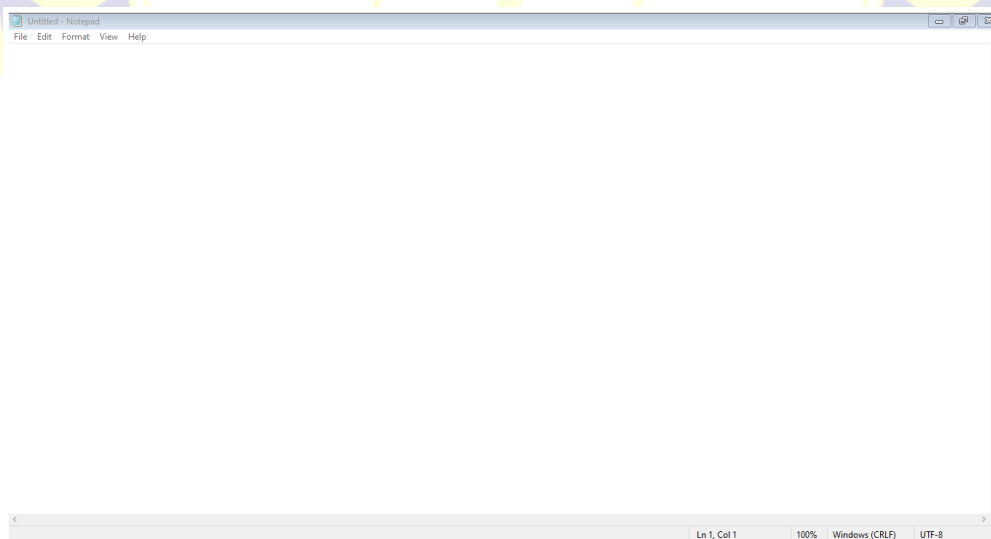 Untitled - Notepad
File Edit Format View Help
Ln 1, Col 1 100% Windows (CRLF) UTF-8